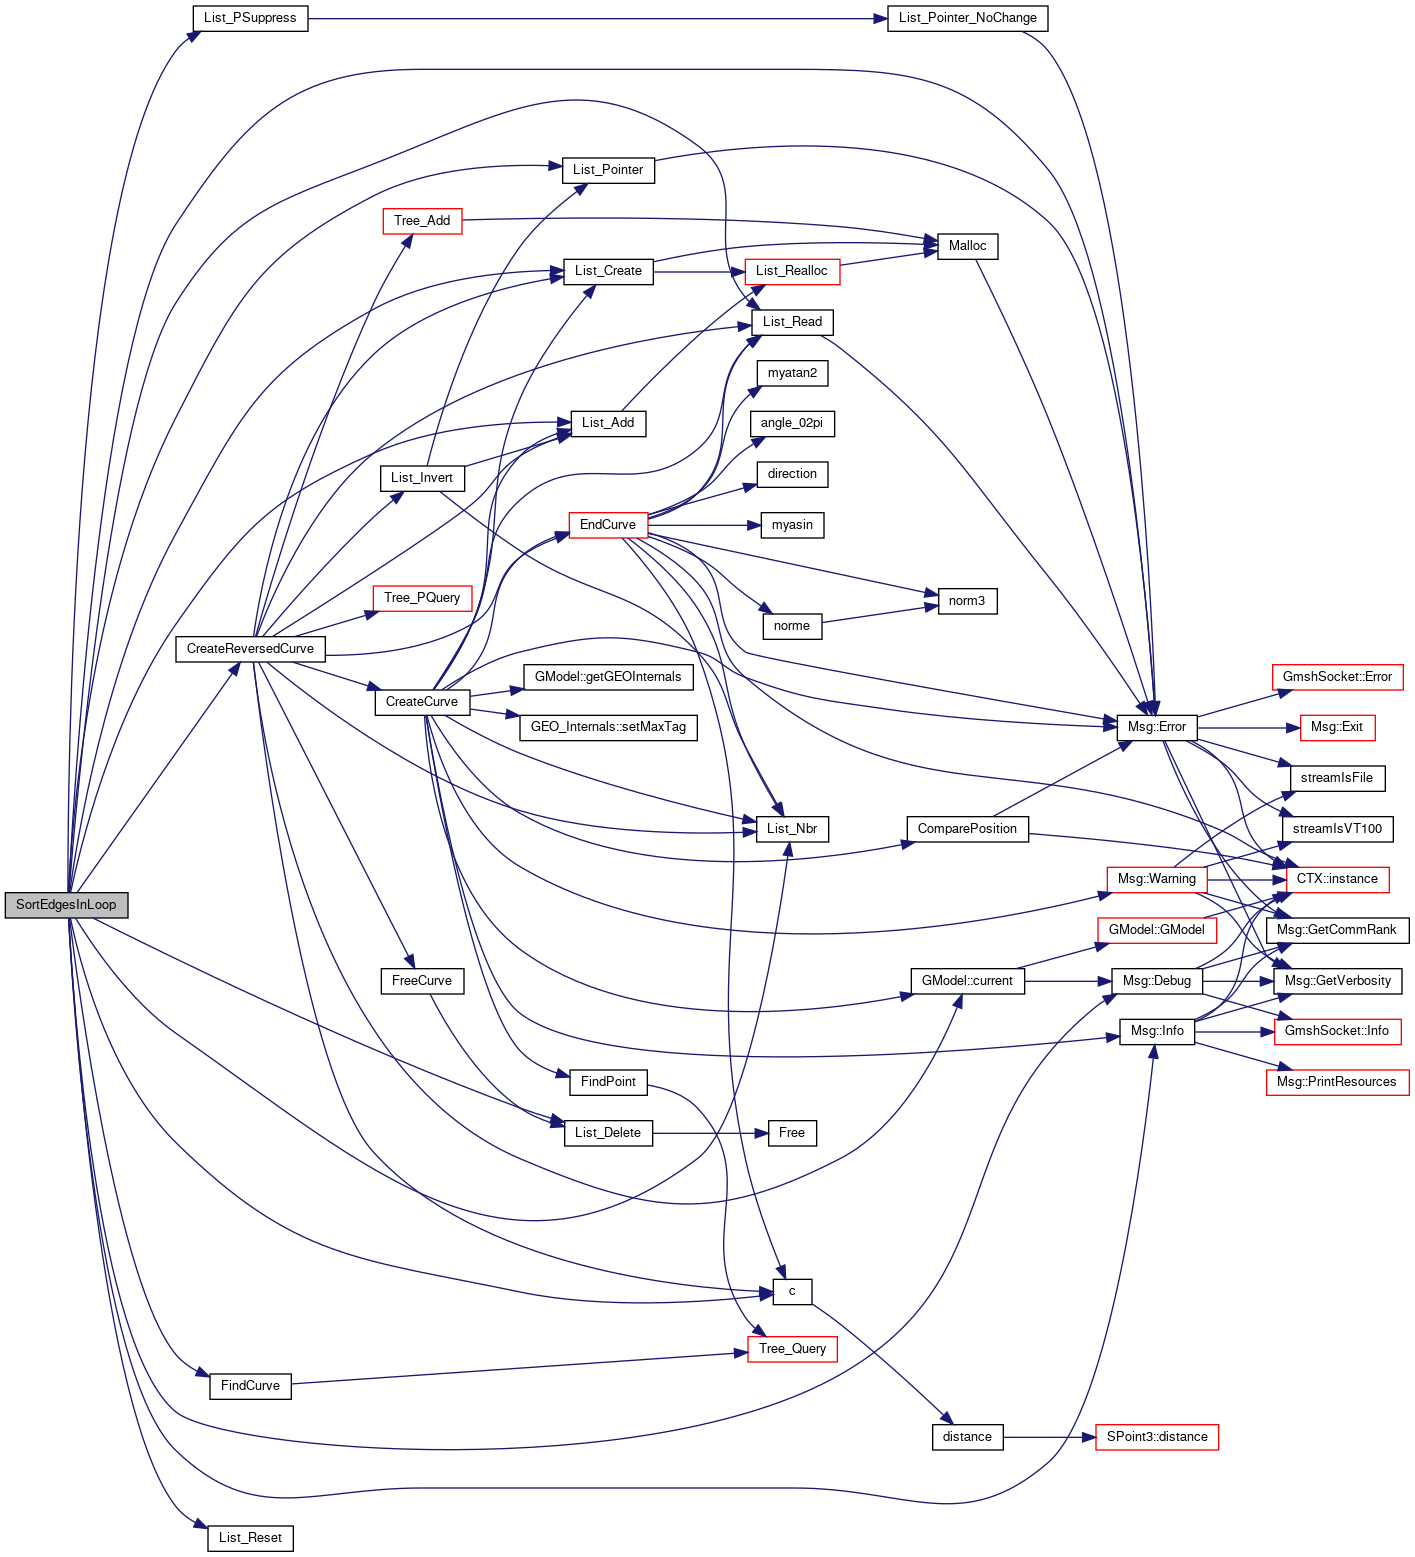 List_PSuppress
List_Pointer_NoChange
List_Pointer
Tree_Add
Malloc
List_Create
List_Realloc
List_Read
myatan2
List_Add
angle_02pi
List_Invert
direction
EndCurve
myasin
Tree_PQuery
norm3
norme
CreateReversedCurve
GModel::getGEOInternals
GmshSocket::Error
CreateCurve
GEO_Internals::setMaxTag
Msg::Error
Msg::Exit
streamIsFile
List_Nbr
ComparePosition
streamIsVT100
Msg::Warning
CTX::instance
SortEdgesInLoop
GModel::GModel
Msg::GetCommRank
FreeCurve
GModel::current
Msg::Debug
Msg::GetVerbosity
Msg::Info
GmshSocket::Info
FindPoint
Msg::PrintResources
List_Delete
Free
c
Tree_Query
FindCurve
distance
SPoint3::distance
List_Reset